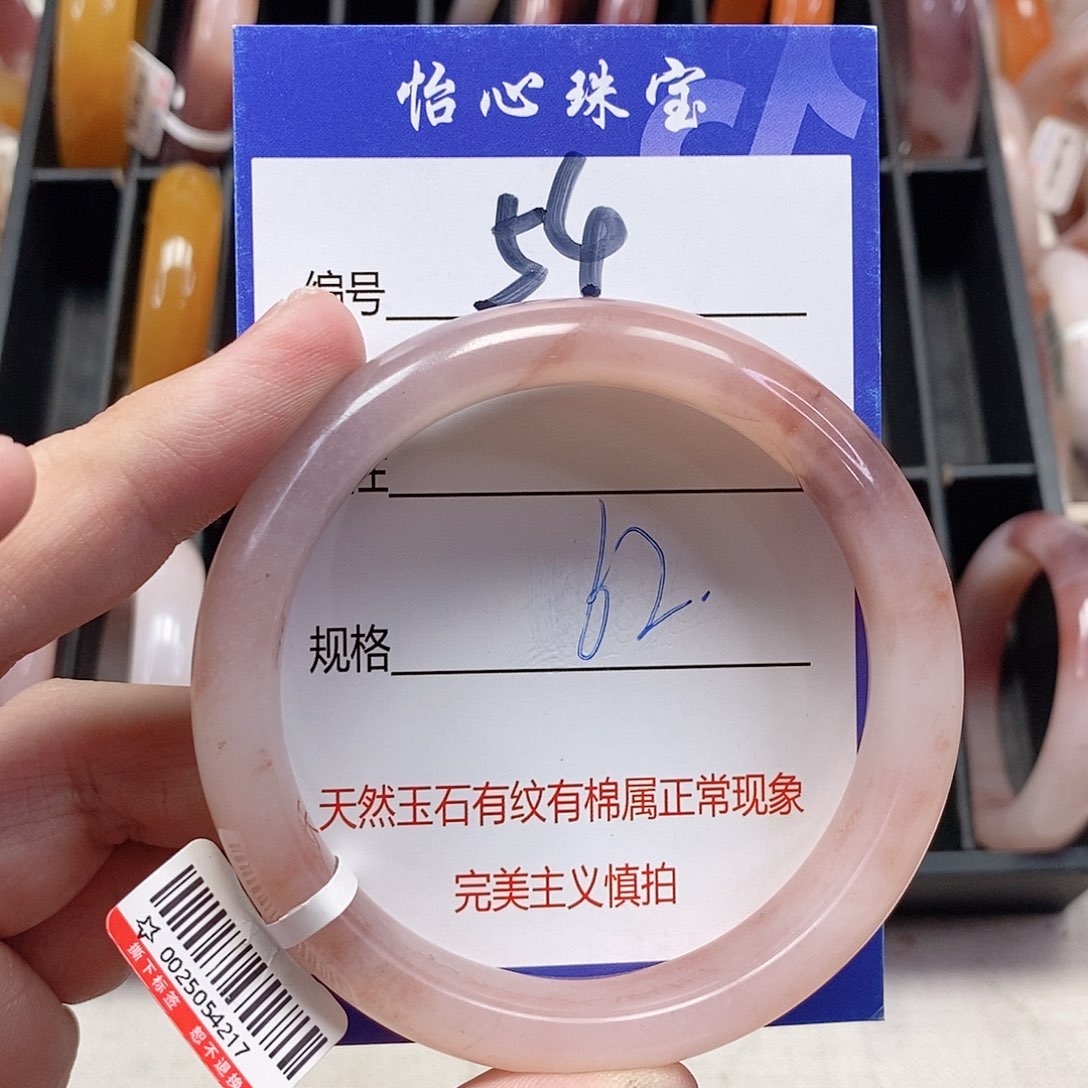 怡心珠宝
编号 54
注
规格 62.
天然玉石有纹有棉属正常现象
完美主义慎拍
0025054217
撕下标签 恕不退换